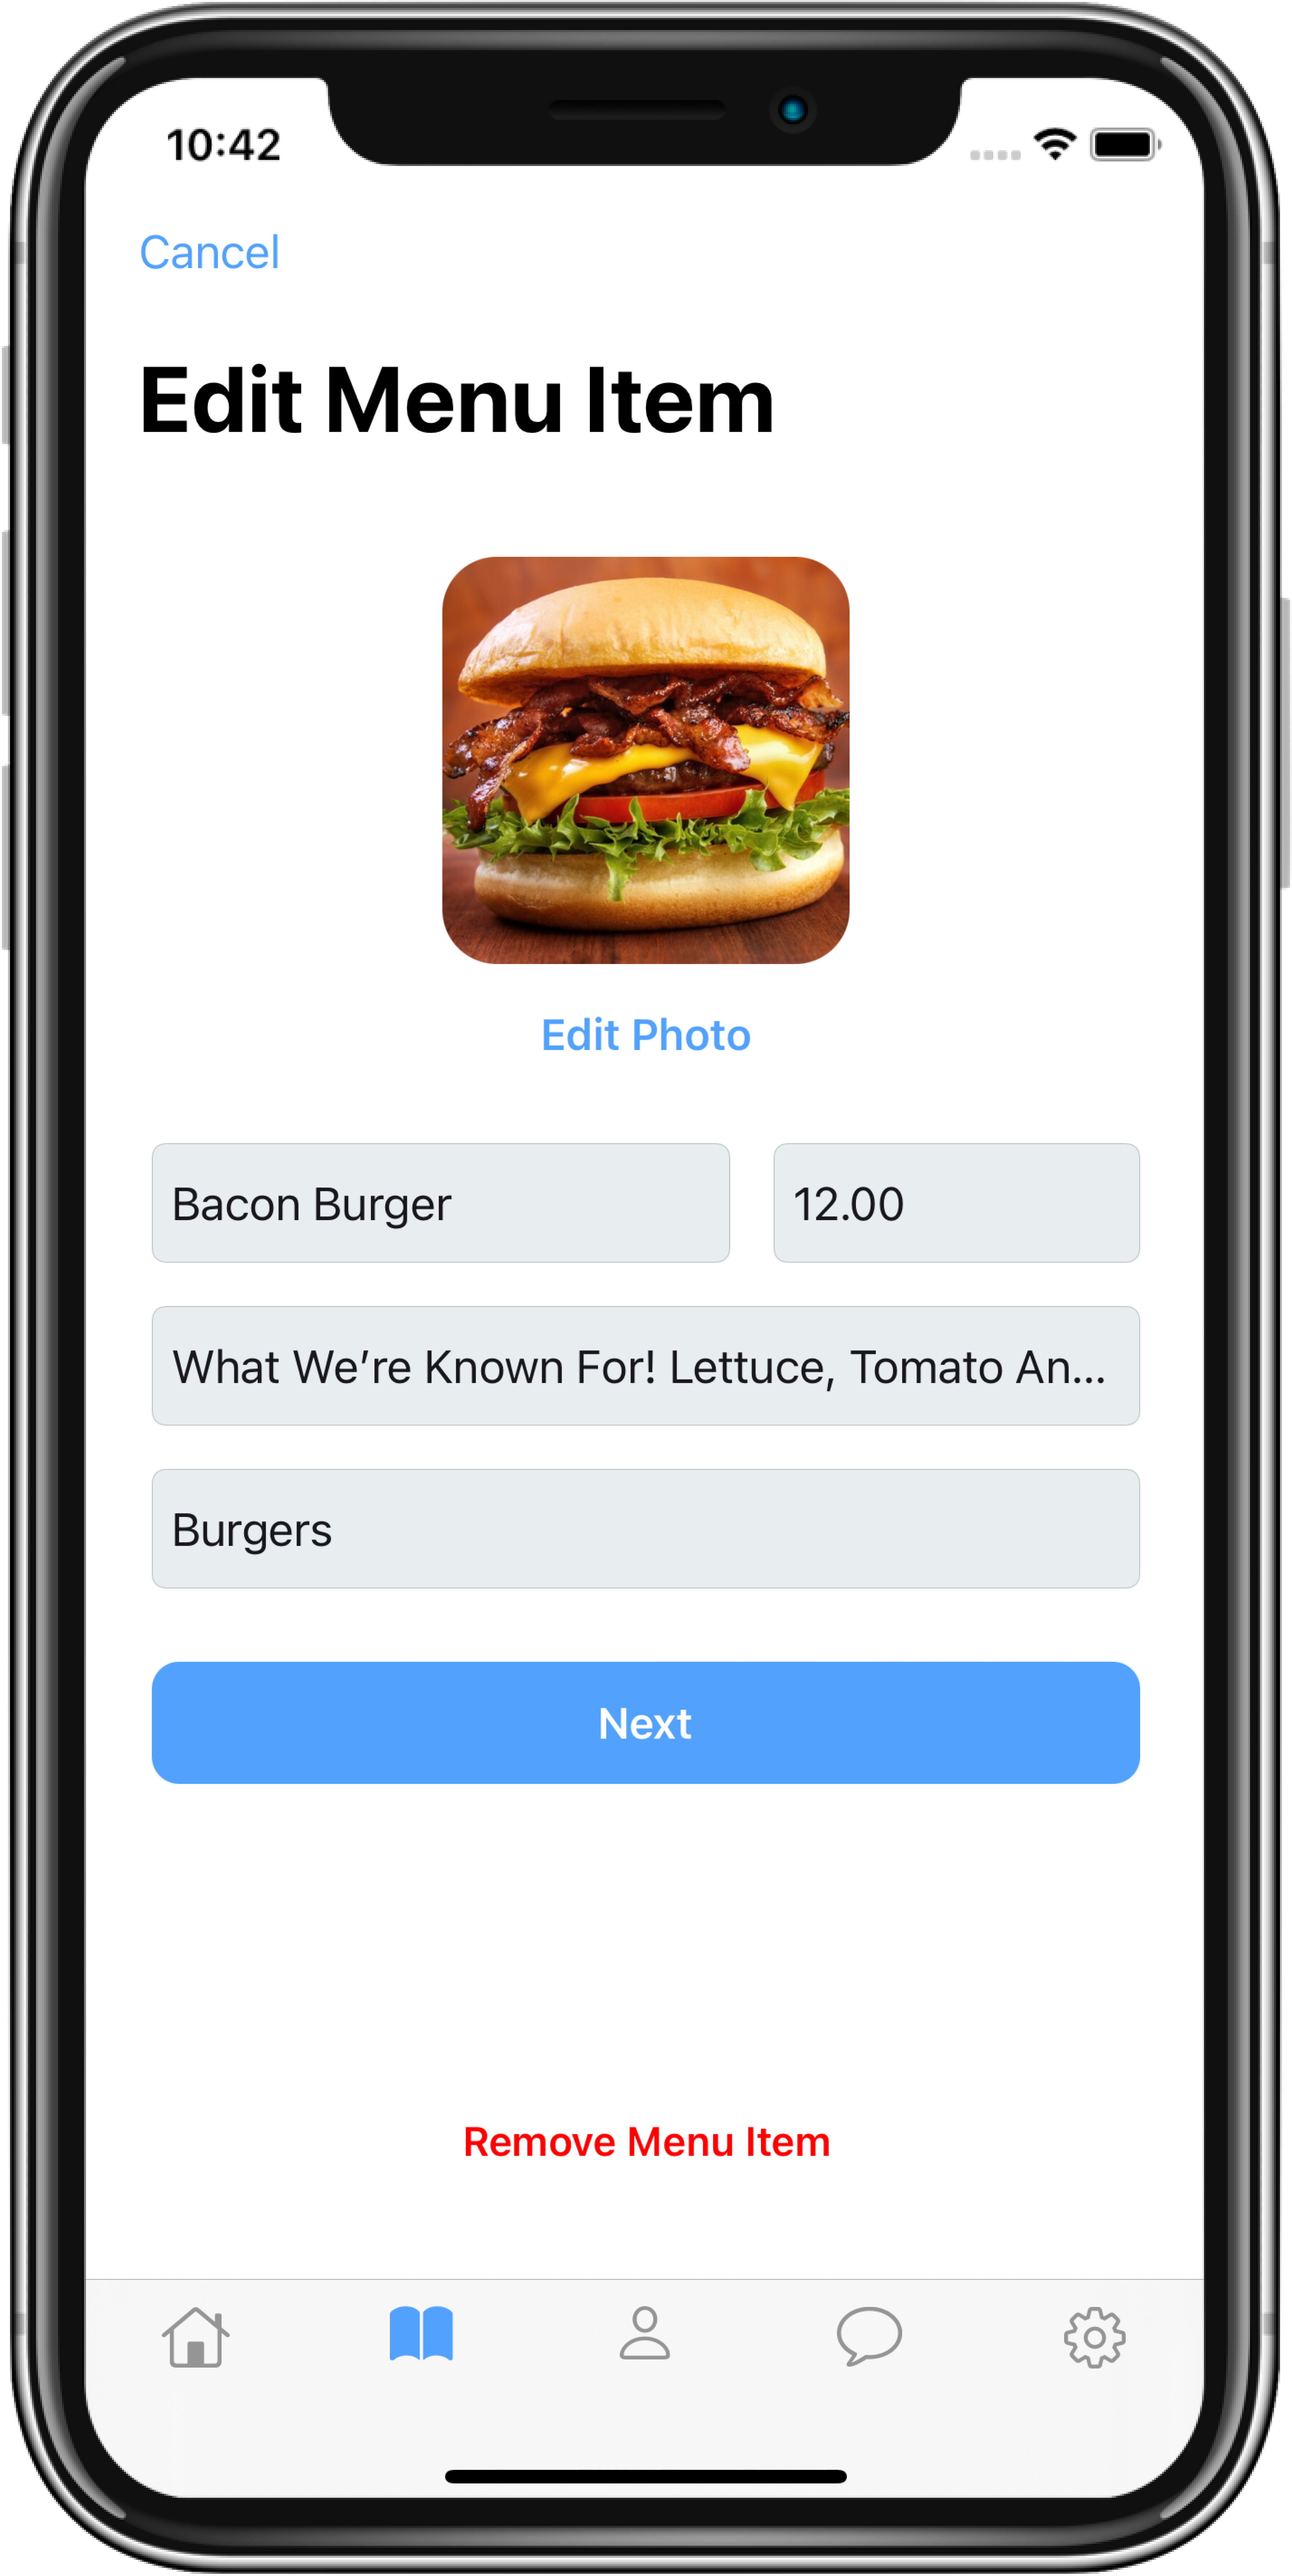 10:42
Cancel
Edit Menu Item
Edit Photo
Bacon Burger 12.00
What We’re Known For! Lettuce, Tomato An...
Burgers
Next
Remove Menu Item